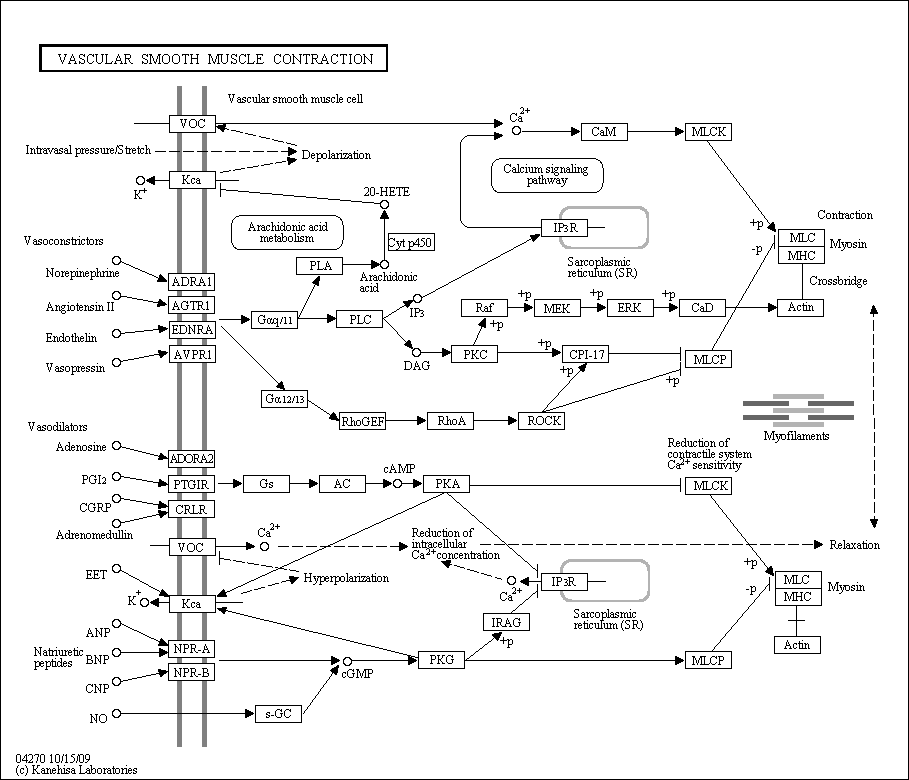 VASCULAR SMOOTH MUSCLE CONTRACTION
Vascular smooth muscle cell
VOC
Ca2+
CaM
MLCK
Intravasal pressure/Stretch
Depolarization
Kca
K+
Calcium signaling
pathway
20-HETE
Arachidonic acid
metabolism
Cyt p450
IP3R
+p
-p
Contraction
MLC
MHC
Myosin
Vasoconstrictors
Norepinephrine
ADRA1
PLA
Arachidonic
acid
Sarcoplasmic
reticulum (SR)
Crossbridge
Angiotensin II
AGTR1
IP3
+p
+p
+p
Raf
MEK
ERK
CaD
Actin
Gαq/11
PLC
+p
Endothelin
EDNRA
Vasopressin
AVPR1
DAG
PKC
+p
CPI-17
MLCP
+p
+p
Gα12/13
RhoGEF
RhoA
ROCK
Myofilaments
Vasodilators
Adenosine
ADORA2
Reduction of
contractile system
Ca2+ sensitivity
PGI2
PTGIR
Gs
AC
cAMP
PKA
MLCK
CGRP
CRLR
Adrenomedullin
VOC
Ca2+
Reduction of
intracellular
Ca2+ concentration
Relaxation
EET
Hyperpolarization
Ca2+
IP3R
+p
-p
MLC
MHC
Myosin
K+
Kca
Sarcoplasmic
reticulum (SR)
IRAG
+p
ANP
Natriuretic
peptides
BNP
NPR-A
Actin
CNP
NPR-B
cGMP
PKG
MLCP
NO
s-GC
04270 10/15/09
(c) Kanehisa Laboratories